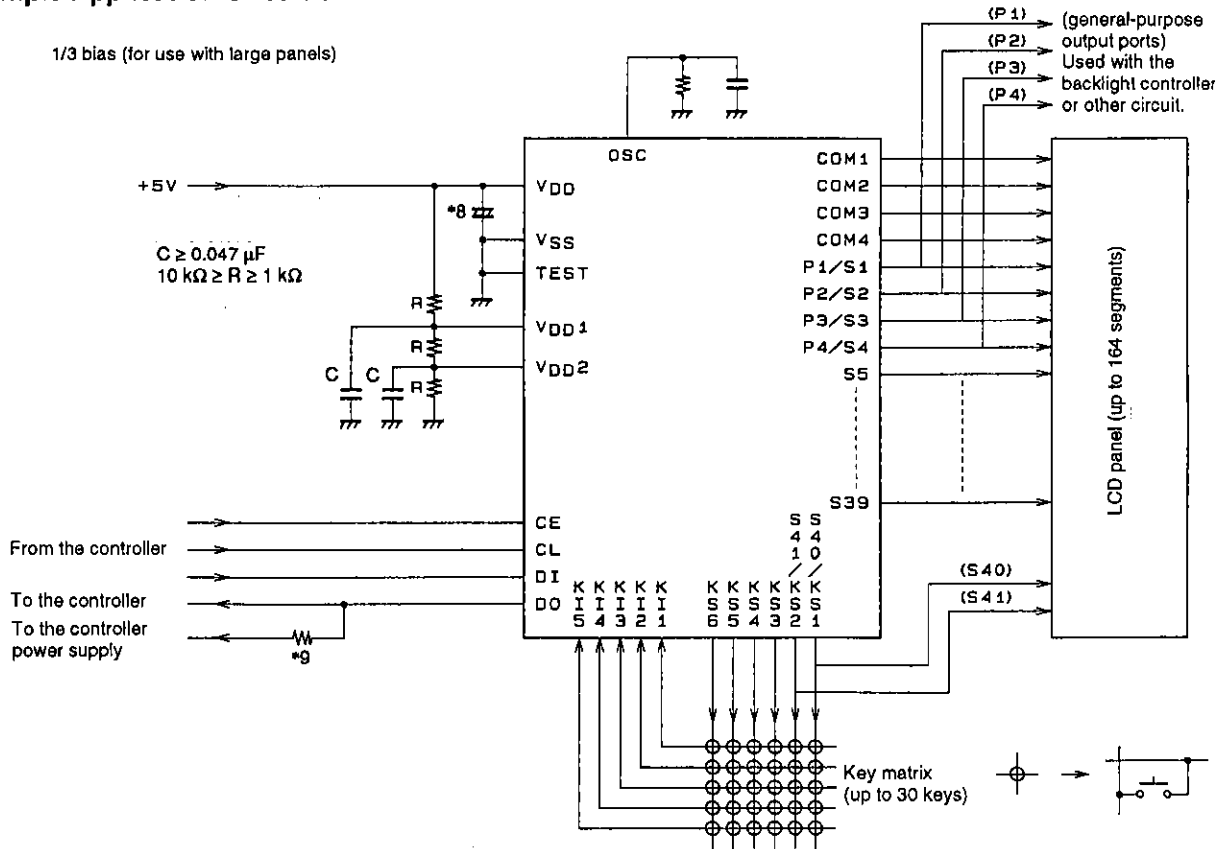 1/3 bias (for use with large panels)
(P1)
(P2)
(P3)
(P4)
(general-purpose
output ports)
Used with the
backlight controller
or other circuit.
OSC
+5V
VDD
*8
VSS
TEST
C ≥ 0.047 µF
10 kΩ ≥ R ≥ 1 kΩ
R
VDD1
R
VDD2
C
C
R
COM1
COM2
COM3
COM4
P1/S1
P2/S2
P3/S3
P4/S4
S5
S39
LCD panel (up to 164 segments)
CE
From the controller
CL
DI
To the controller
DO
To the controller
power supply
*9
KI5
KI4
KI3
KI2
KI1
KS6
KS5
KS4
KS3
S41/KS2
S40/KS1
(S40)
(S41)
Key matrix
(up to 30 keys)